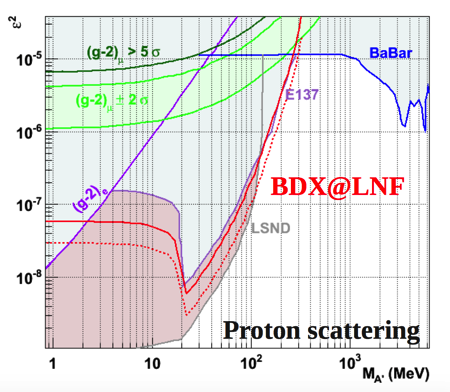 ε²
(g-2)μ > 5 σ
(g-2)μ ± 2 σ
BaBar
E137
(g-2)e
BDX@LNF
LSND
Proton scattering
10⁻⁵
10⁻⁶
10⁻⁷
10⁻⁸
1 10 10² 10³
MA' (MeV)